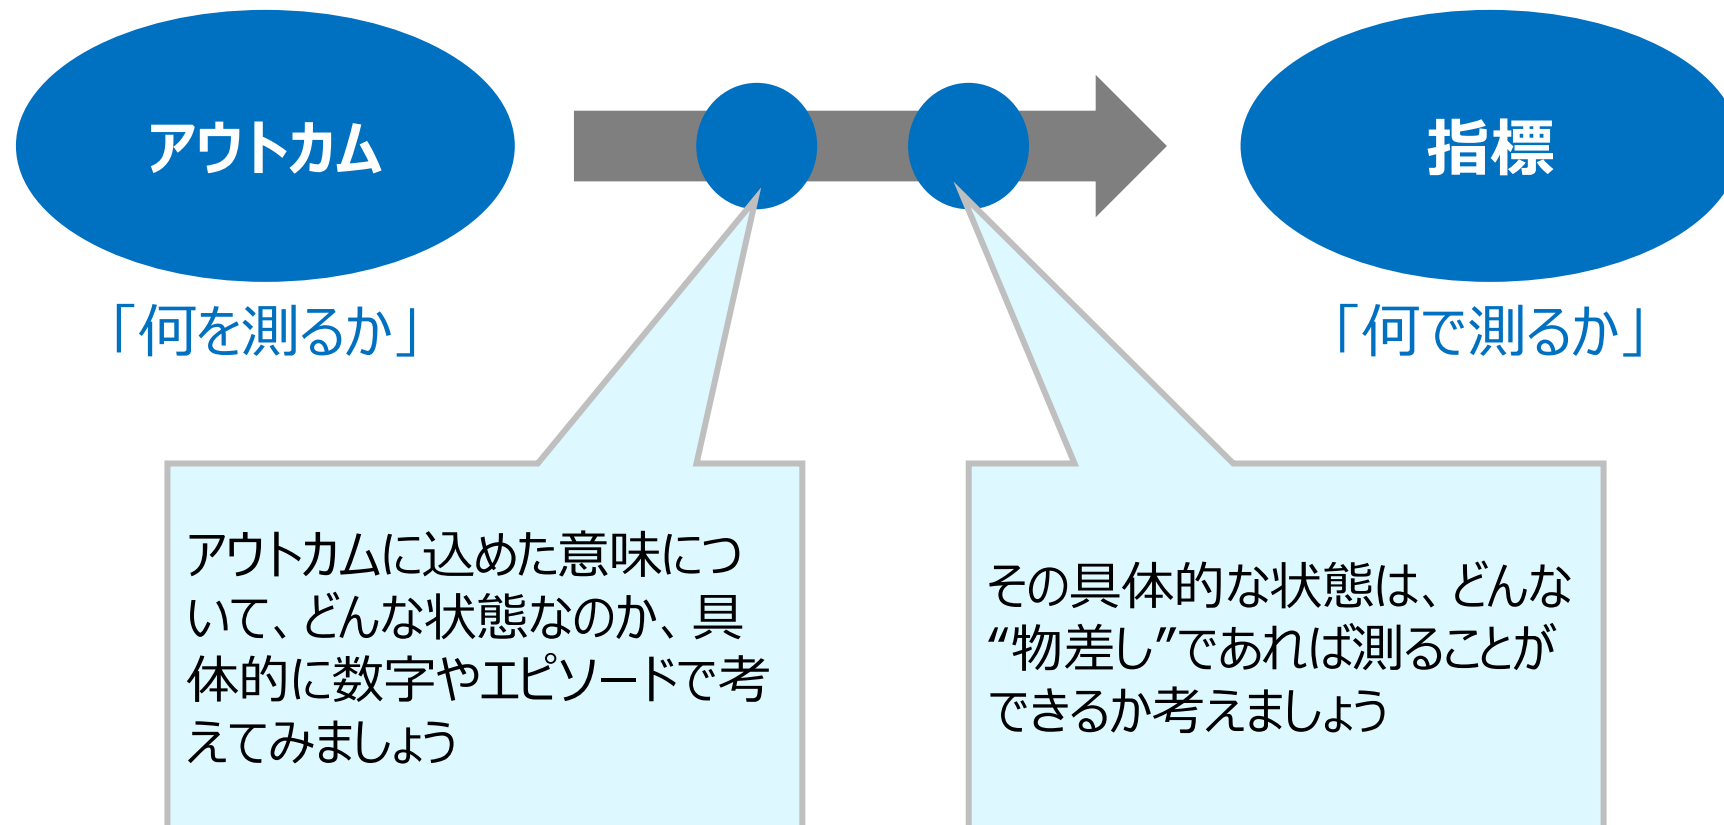 アウトカム
指標
「何を測るか」
「何で測るか」
アウトカムに込めた意味につ
いて、どんな状態なのか、具
体的に数字やエピソードで考
えてみましょう
その具体的な状態は、どんな
“物差し”であれば測ることが
できるか考えましょう